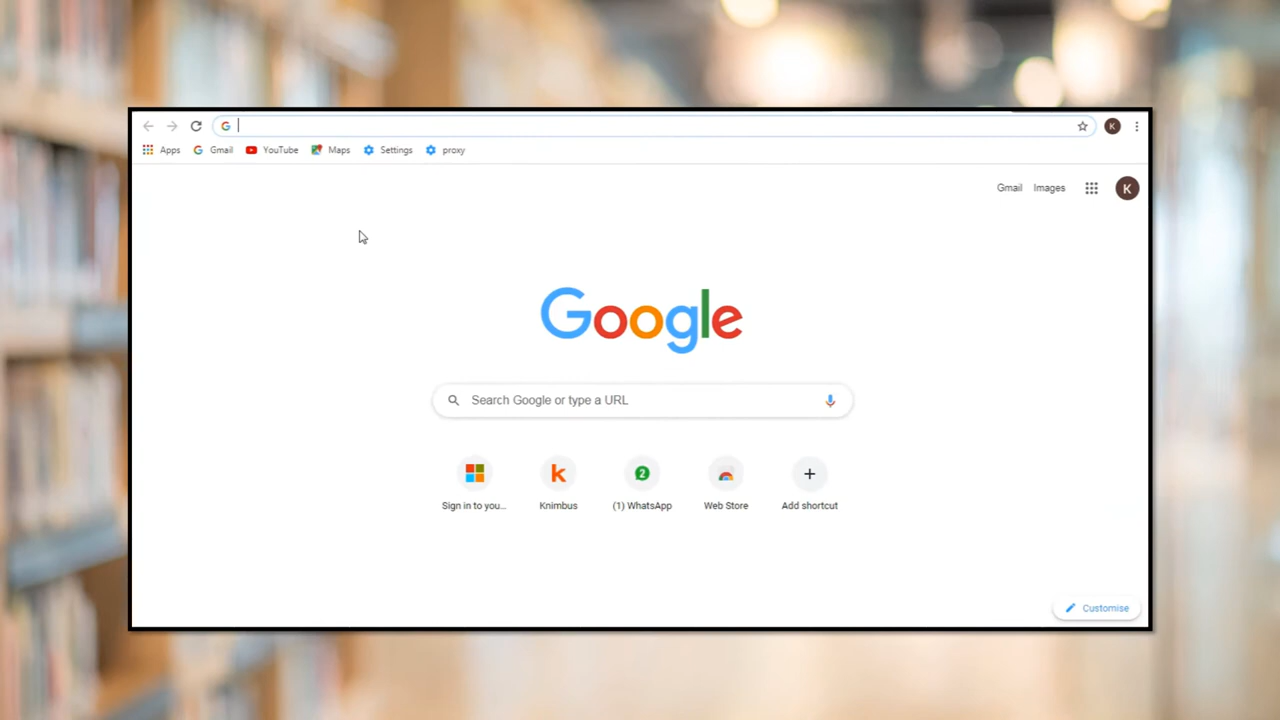 K
Apps Gmail YouTube Maps Settings proxy
Gmail Images K
Google
Search Google or type a URL
Sign in to you... Knimbus (1) WhatsApp Web Store Add shortcut
Customise